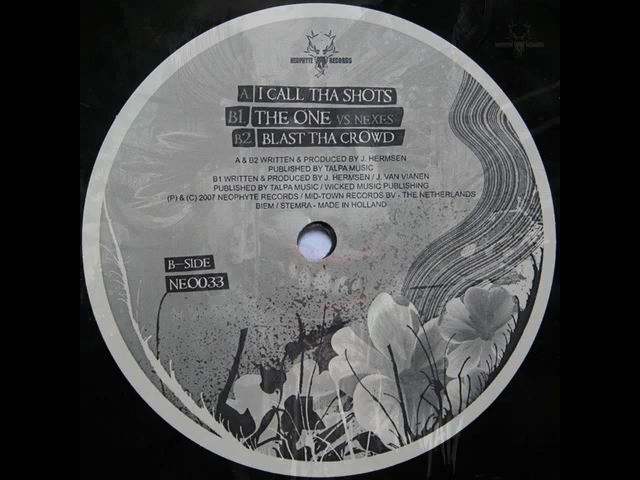 NEOPHYTE RECORDS
A. I CALL THA SHOTS
B1. THE ONE VS NEXES
B2. BLAST THA CROWD
A & B2 WRITTEN & PRODUCED BY J. HERMSEN
PUBLISHED BY TALPA MUSIC
B1 WRITTEN & PRODUCED BY J. HERMSEN / J. VAN VIANEN
PUBLISHED BY TALPA MUSIC / WICKED MUSIC PUBLISHING
(P) & (C) 2007 NEOPHYTE RECORDS / MID-TOWN RECORDS BV - THE NETHERLANDS
BIEM / STEMRA - MADE IN HOLLAND
B-SIDE
NEO033